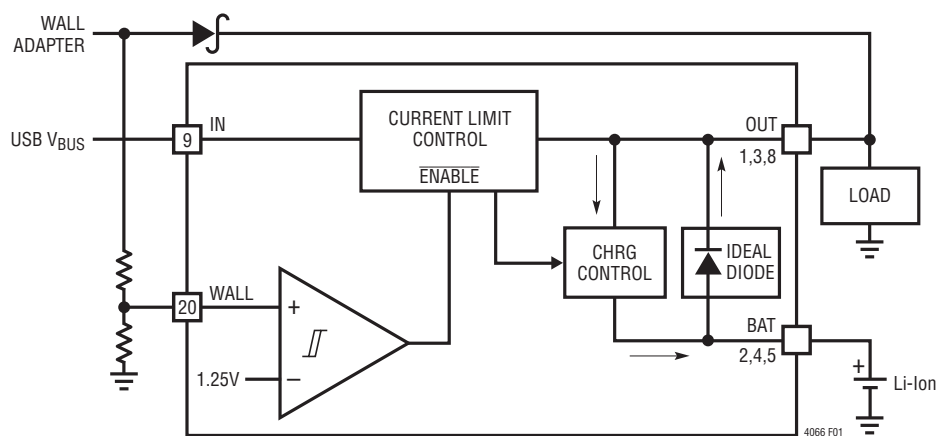 WALL
ADAPTER
USB VBUS
9
IN
CURRENT LIMIT
CONTROL
ENABLE
OUT
1,3,8
LOAD
CHRG
CONTROL
IDEAL
DIODE
20
WALL
+
−
1.25V
BAT
2,4,5
+
Li-Ion
4066 F01